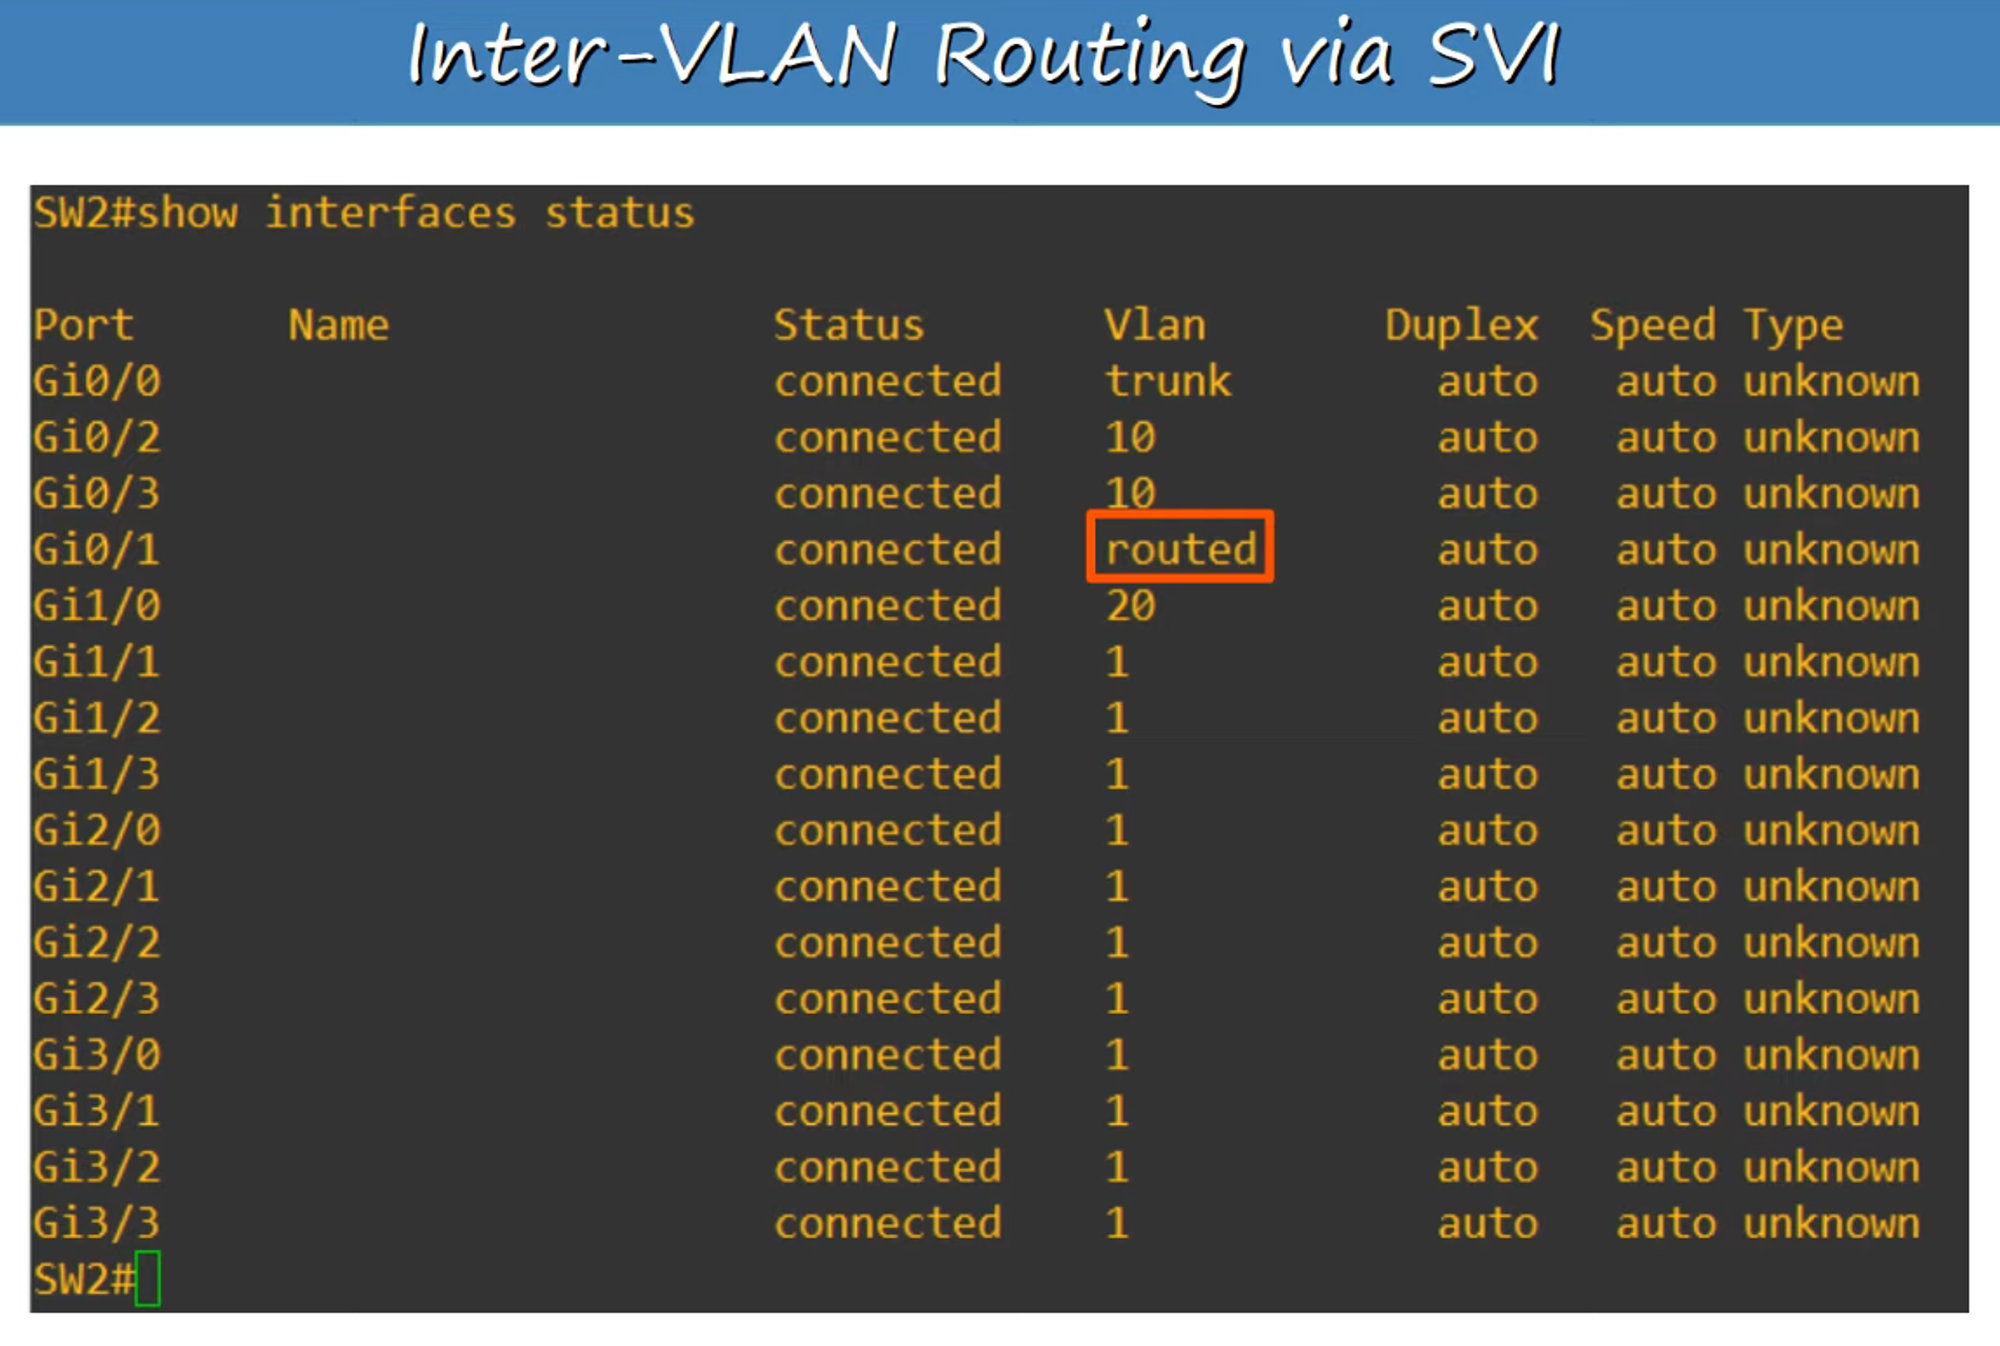 Inter-VLAN Routing via SVI
SW2#show interfaces status
Port Name Status Vlan Duplex Speed Type
Gi0/0 connected trunk auto auto unknown
Gi0/2 connected 10 auto auto unknown
Gi0/3 connected 10 auto auto unknown
Gi0/1 connected routed auto auto unknown
Gi1/0 connected 20 auto auto unknown
Gi1/1 connected 1 auto auto unknown
Gi1/2 connected 1 auto auto unknown
Gi1/3 connected 1 auto auto unknown
Gi2/0 connected 1 auto auto unknown
Gi2/1 connected 1 auto auto unknown
Gi2/2 connected 1 auto auto unknown
Gi2/3 connected 1 auto auto unknown
Gi3/0 connected 1 auto auto unknown
Gi3/1 connected 1 auto auto unknown
Gi3/2 connected 1 auto auto unknown
Gi3/3 connected 1 auto auto unknown
SW2#